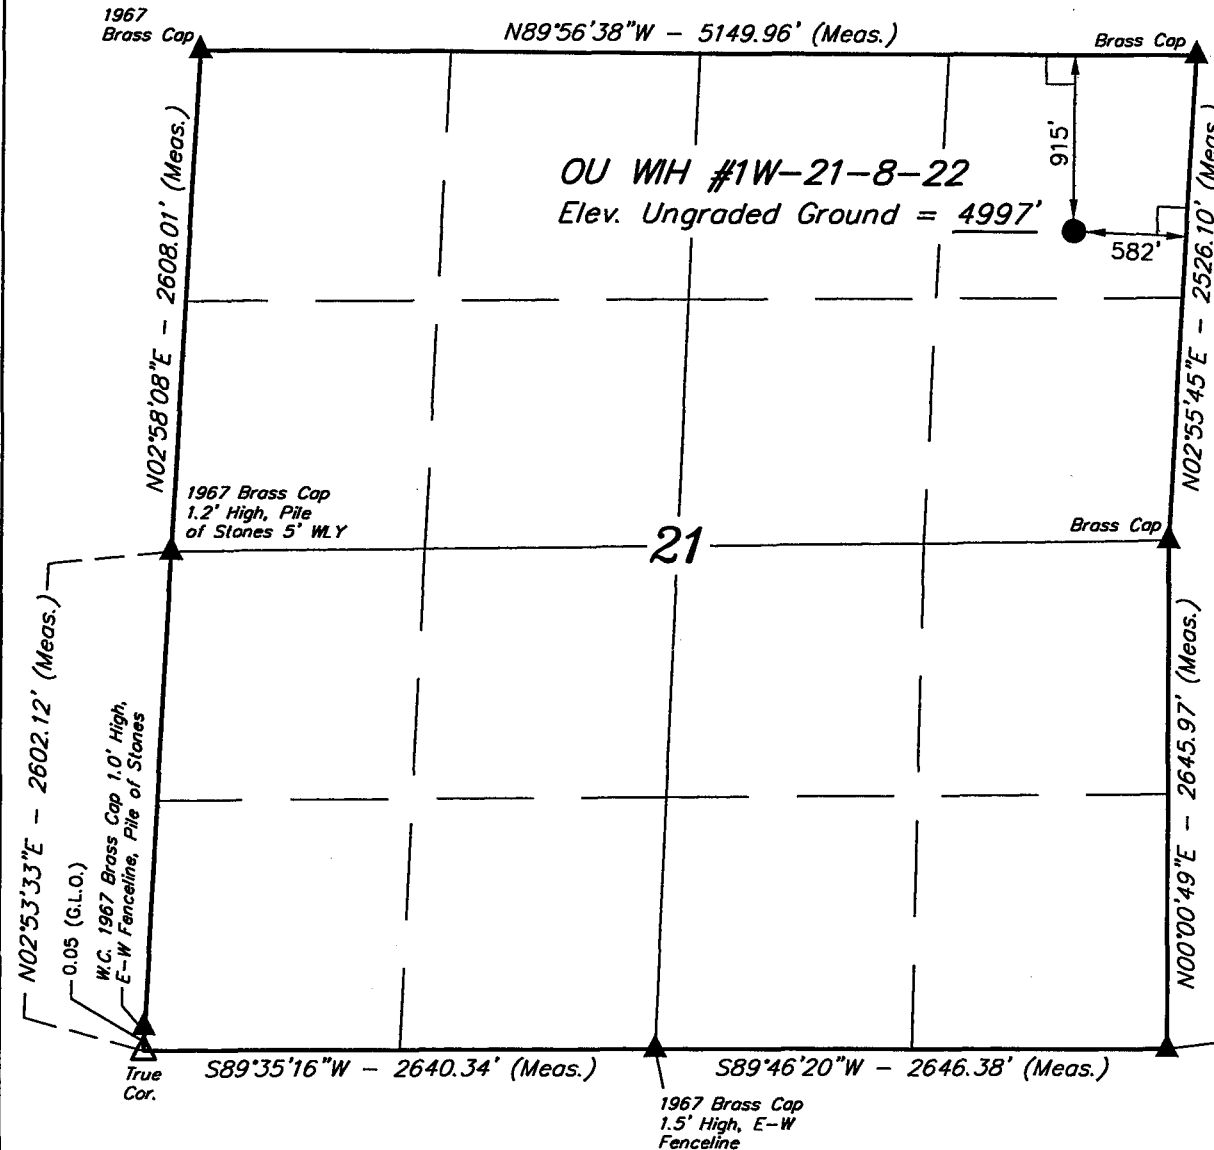 1967
Brass Cap
N89°56'38"W - 5149.96' (Meas.)
Brass Cap
915'
OU WIH #1W-21-8-22
Elev. Ungraded Ground = 4997'
582'
N02°58'08"E - 2608.01' (Meas.)
N02°55'45"E - 2526.10' (Meas.)
1967 Brass Cap
1.2' High, Pile
of Stones 5' WLY
21
Brass Cap
N02°53'33"E - 2602.12' (Meas.)
0.05 (G.L.O.)
W.C. 1967 Brass Cap 1.0' High,
E-W Fenceline, Pile of Stones
N00°00'49"E - 2645.97' (Meas.)
True
Cor.
S89°35'16"W - 2640.34' (Meas.)
S89°46'20"W - 2646.38' (Meas.)
1967 Brass Cap
1.5' High, E-W
Fenceline